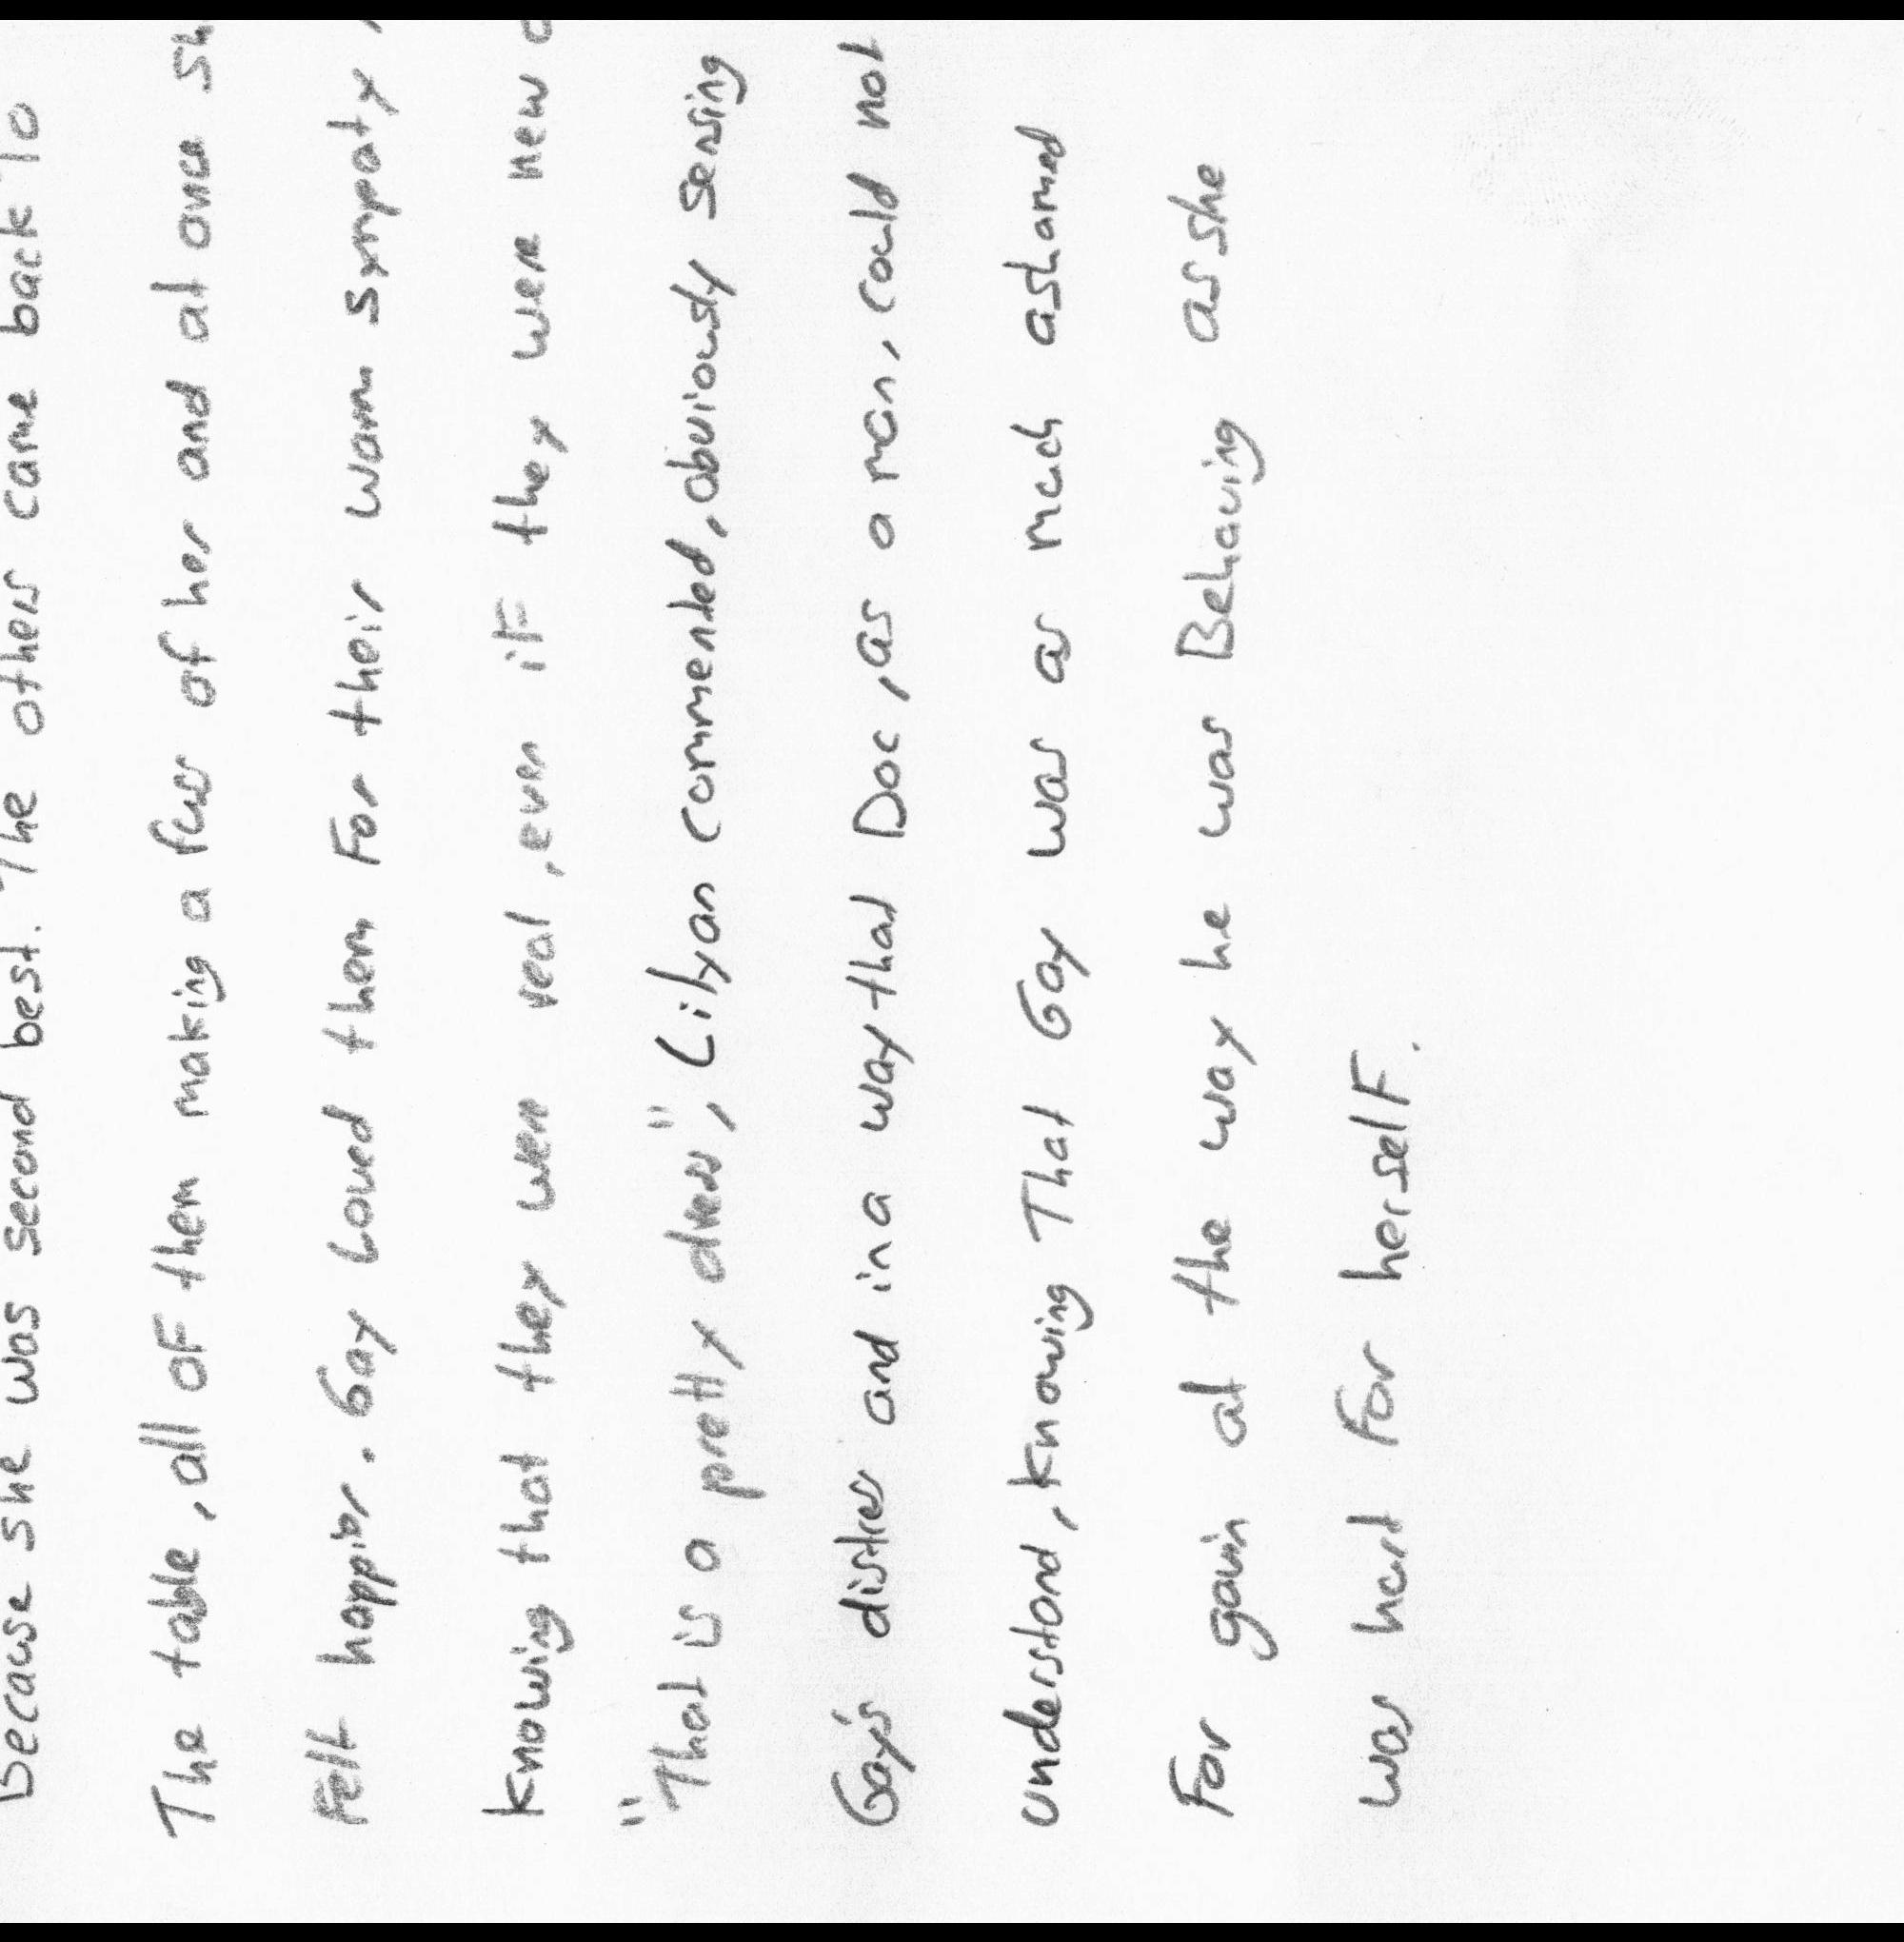 Because she was second best. The others came back To
The table, all oF them making a fuss of her and at once sh
Felt happier. Gay Loved them For their warm sympaty,
knowing that they were real, even iF they were new c
"That is a pretty dress", Lilyan commented, obviously sensing
Gay's distress and in a way that Doc, as a man, could not
understand, knowing That Gay was as much ashamed
For gavin at the way he was Behaving as she
was hurt For herselF.